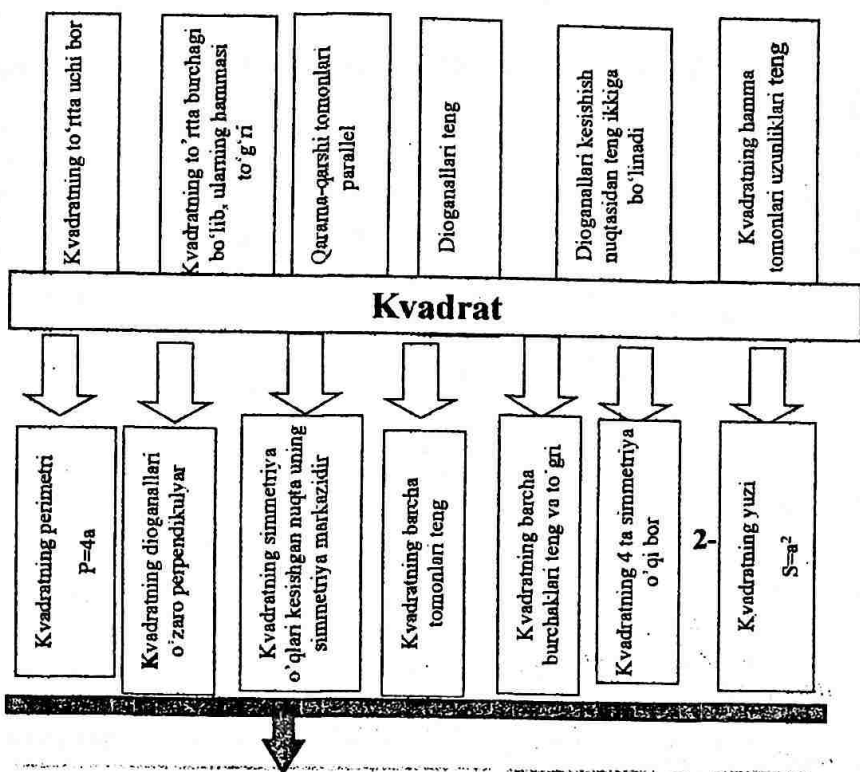 Kvadratning to'rtta uchi bor
Kvadratning to'rtta burchagi
bo'lib, ularning hammasi
to'g'ri
Qarama-qarshi tomonlari
parallel
Dioganallari teng
Dioganallari kesishish
nuqtasidan teng ikkiga
bo'linadi
Kvadratning hamma
tomonlari uzunliklari teng
Kvadrat
Kvadratning perimetri
P=4a
Kvadratning dioganallari
o'zaro perpendikulyar
Kvadratning simmetriya
o'qlari kesishgan nuqta uning
simmetriya markazidir
Kvadratning barcha
tomonlari teng
Kvadratning barcha
burchaklari teng va to'gri
Kvadratning 4 ta simmetriya
o'qi bor
2-
Kvadratning yuzi
S=a²